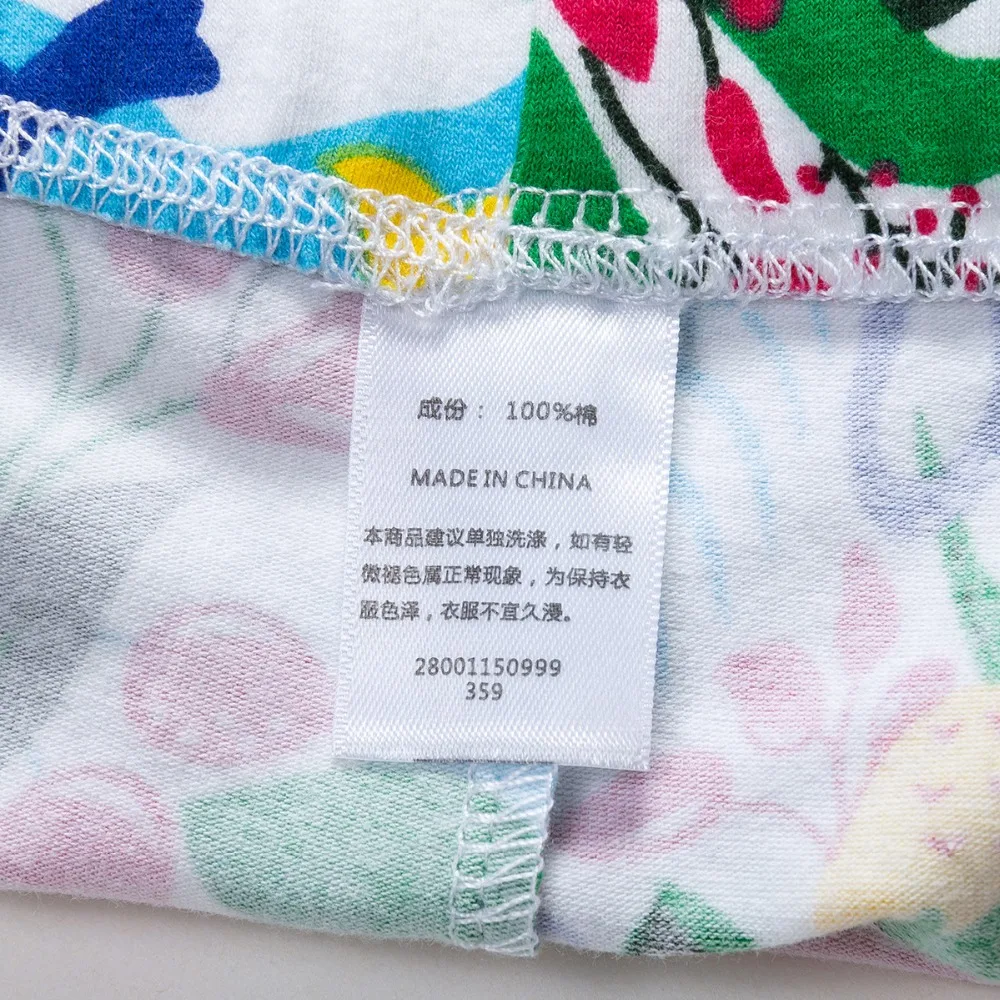 成份： 100%棉
MADE IN CHINA
本商品建议单独洗涤，如有轻
微褪色属正常现象，为保持衣
服色泽，衣服不宜久浸。
28001150999
359